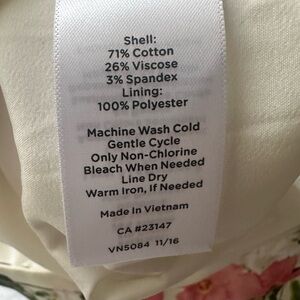 Shell:
71% Cotton
26% Viscose
3% Spandex
Lining:
100% Polyester
Machine Wash Cold
Gentle Cycle
Only Non-Chlorine
Bleach When Needed
Line Dry
Warm Iron, If Needed
Made In Vietnam
CA #23147
VN5084 11/16